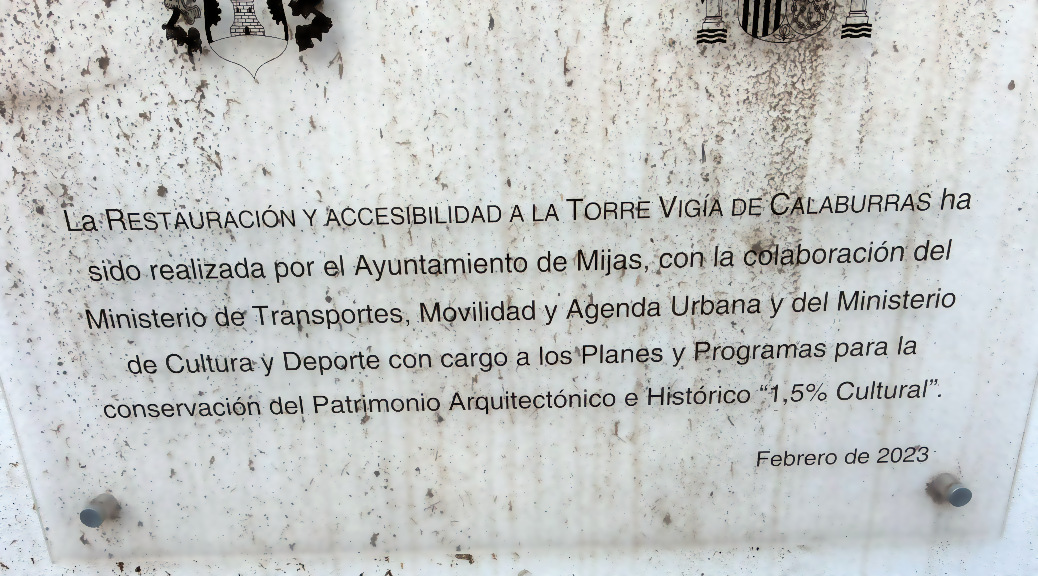 La RESTAURACIÓN Y ACCESIBILIDAD A LA TORRE VIGÍA DE CALABURRAS ha
sido realizada por el Ayuntamiento de Mijas, con la colaboración del
Ministerio de Transportes, Movilidad y Agenda Urbana y del Ministerio
de Cultura y Deporte con cargo a los Planes y Programas para la
conservación del Patrimonio Arquitectónico e Histórico “1,5% Cultural”.
Febrero de 2023